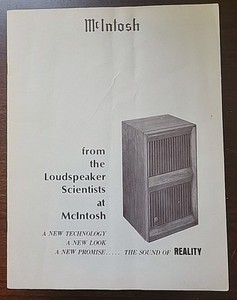 McIntosh
from
the
Loudspeaker
Scientists
at
McIntosh
A NEW TECHNOLOGY
A NEW LOOK
A NEW PROMISE..... THE SOUND OF REALITY